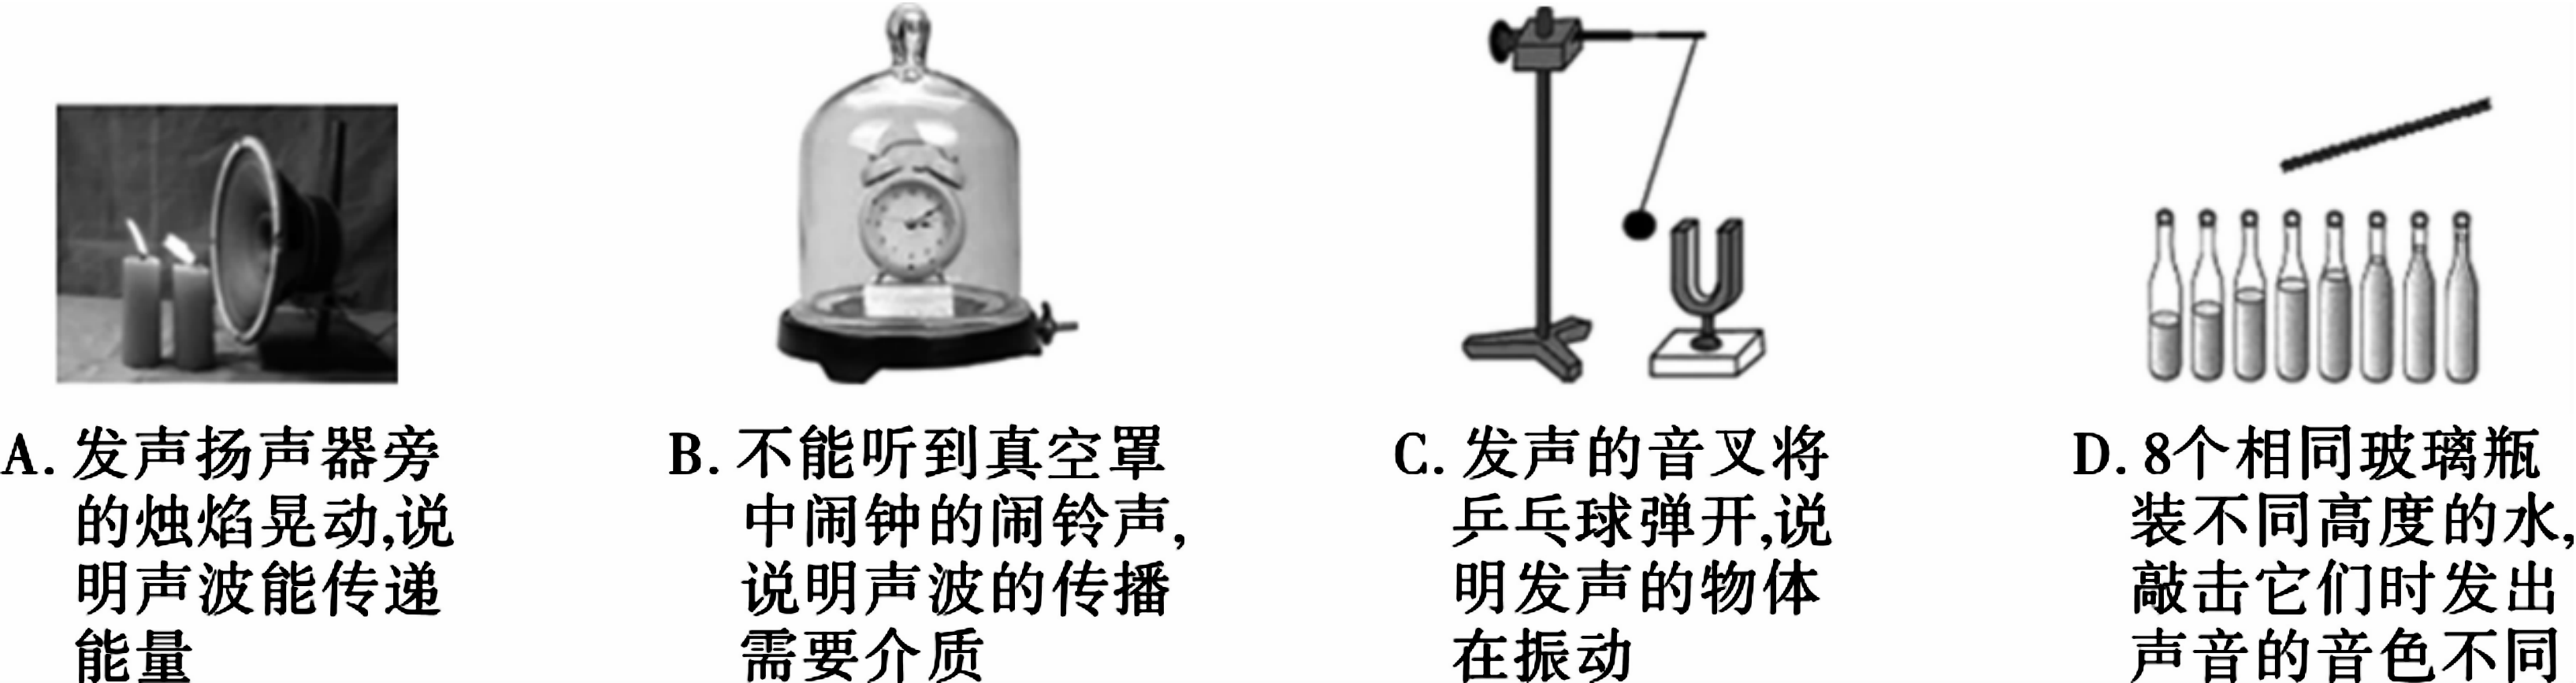 A. 发声扬声器旁
的烛焰晃动,说
明声波能传递
能量
B. 不能听到真空罩
中闹钟的闹铃声,
说明声波的传播
需要介质
C. 发声的音叉将
乒乓球弹开,说
明发声的物体
在振动
D. 8个相同玻璃瓶
装不同高度的水,
敲击它们时发出
声音的音色不同